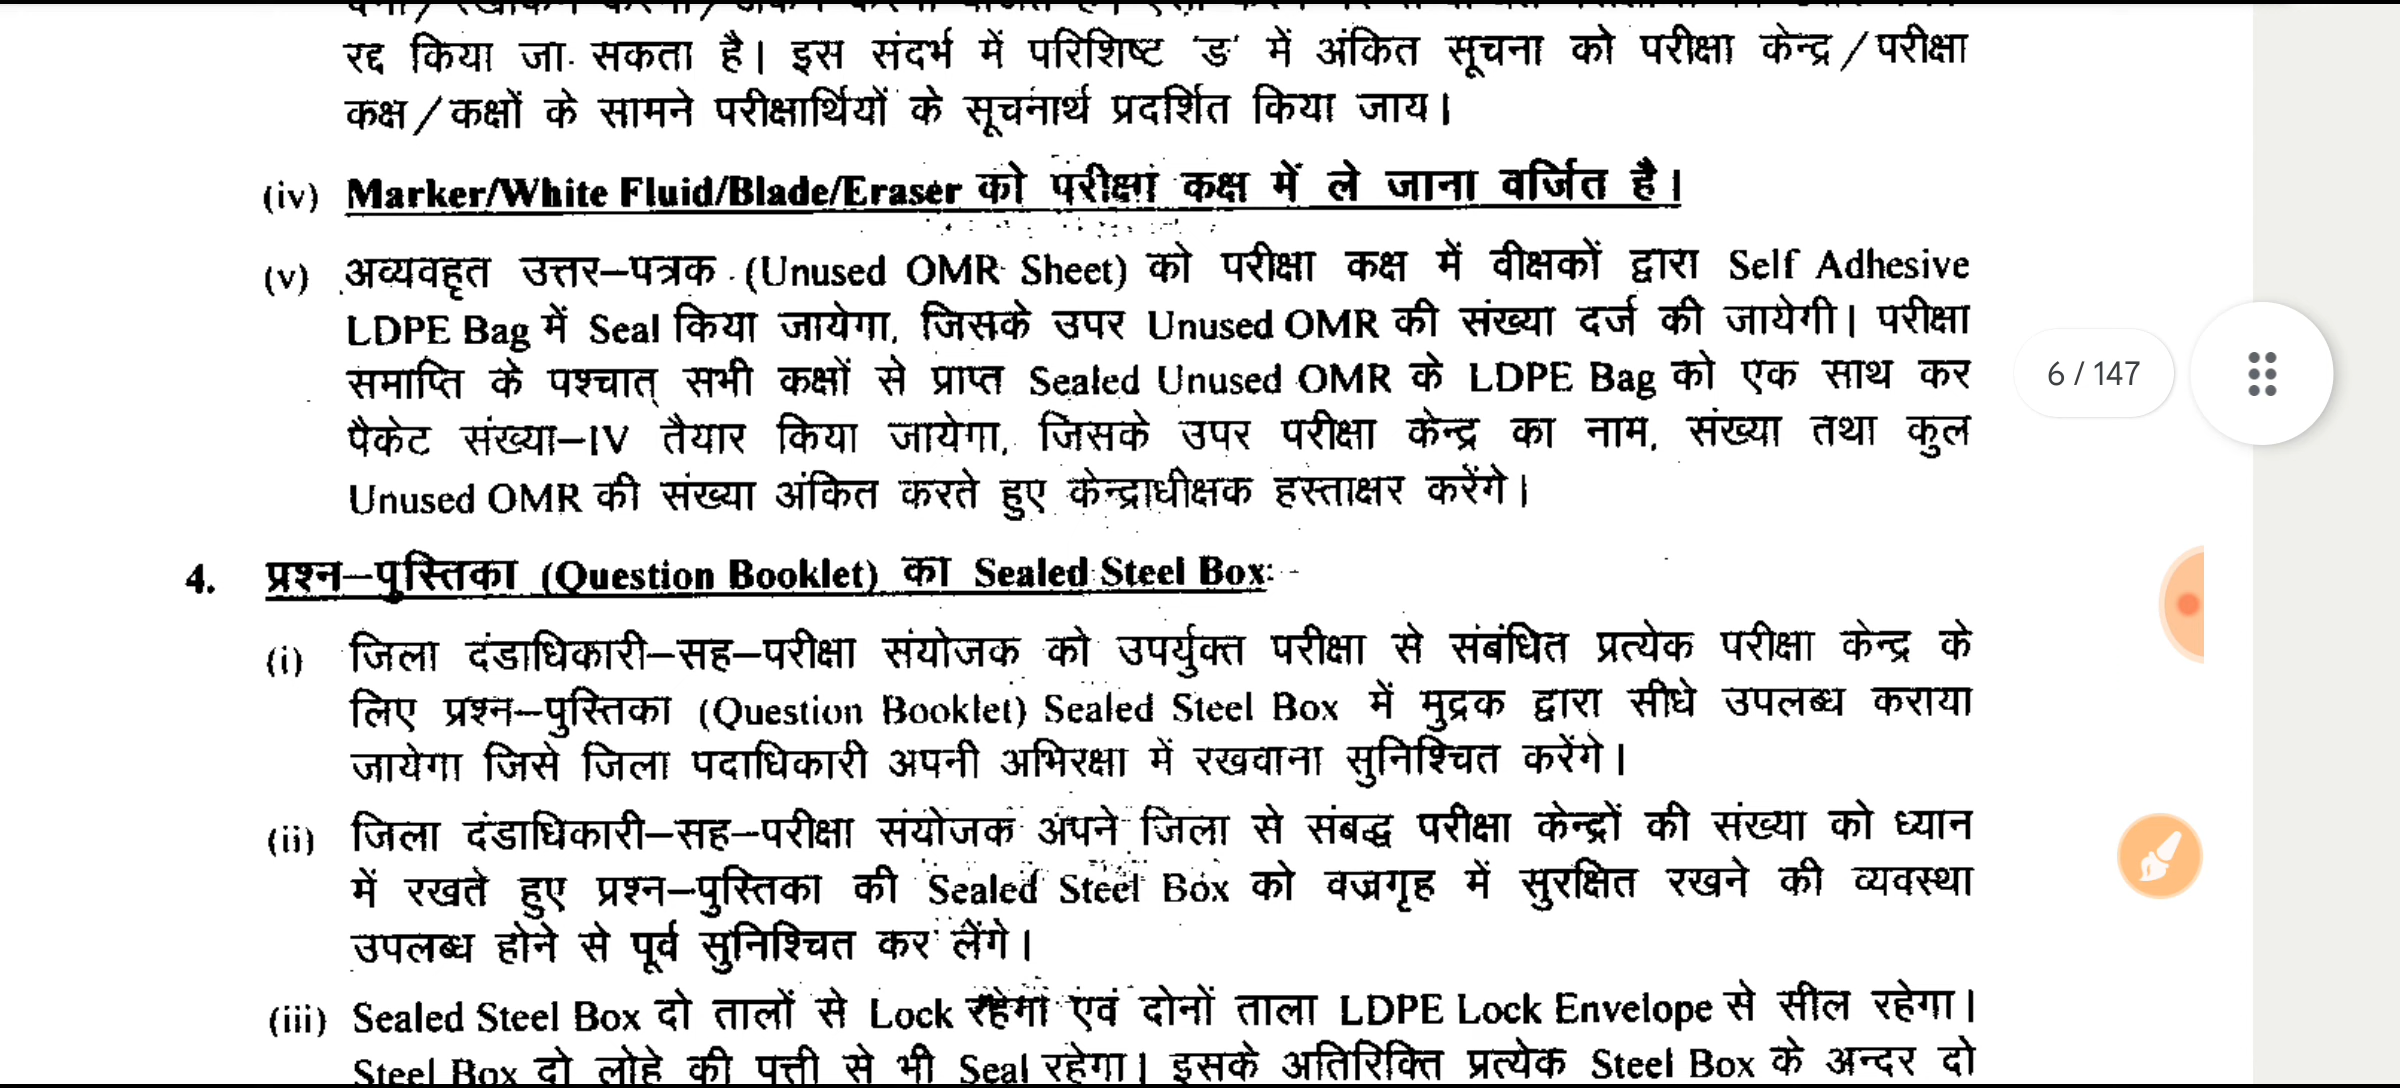 रद्द किया जा सकता है। इस संदर्भ में परिशिष्ट 'ङ' में अंकित सूचना को परीक्षा केन्द्र/परीक्षा
कक्ष/कक्षों के सामने परीक्षार्थियों के सूचनार्थ प्रदर्शित किया जाय।
(iv) Marker/White Fluid/Blade/Eraser को परीक्षा कक्ष में ले जाना वर्जित है।
(v) अव्यवहृत उत्तर–पत्रक (Unused OMR Sheet) को परीक्षा कक्ष में वीक्षकों द्वारा Self Adhesive
LDPE Bag में Seal किया जायेगा, जिसके उपर Unused OMR की संख्या दर्ज की जायेगी। परीक्षा
समाप्ति के पश्चात् सभी कक्षों से प्राप्त Sealed Unused OMR के LDPE Bag को एक साथ कर
पैकेट संख्या–IV तैयार किया जायेगा, जिसके उपर परीक्षा केन्द्र का नाम, संख्या तथा कुल
Unused OMR की संख्या अंकित करते हुए केन्द्राधीक्षक हस्ताक्षर करेंगे।
6 / 147
4. प्रश्न–पुस्तिका (Question Booklet) का Sealed Steel Box:-
(i) जिला दंडाधिकारी–सह–परीक्षा संयोजक को उपर्युक्त परीक्षा से संबंधित प्रत्येक परीक्षा केन्द्र के
लिए प्रश्न–पुस्तिका (Question Booklet) Sealed Steel Box में मुद्रक द्वारा सीधे उपलब्ध कराया
जायेगा जिसे जिला पदाधिकारी अपनी अभिरक्षा में रखवाना सुनिश्चित करेंगे।
(ii) जिला दंडाधिकारी–सह–परीक्षा संयोजक अपने जिला से संबद्ध परीक्षा केन्द्रों की संख्या को ध्यान
में रखते हुए प्रश्न–पुस्तिका की Sealed Steel Box को वज्रगृह में सुरक्षित रखने की व्यवस्था
उपलब्ध होने से पूर्व सुनिश्चित कर लेंगे।
(iii) Sealed Steel Box दो तालों से Lock रहेगा एवं दोनों ताला LDPE Lock Envelope से सील रहेगा।
Steel Box दो लोहे की पत्ती से भी Seal रहेगा। इसके अतिरिक्ति प्रत्येक Steel Box के अन्दर दो